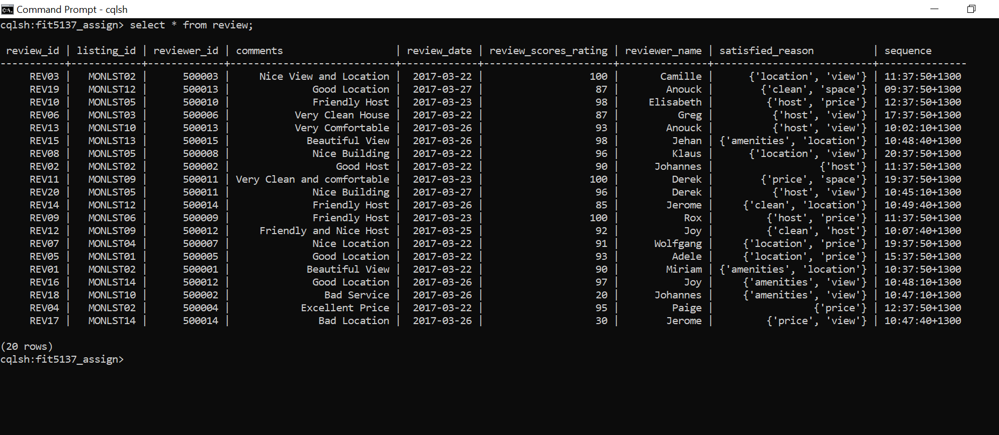 Command Prompt - cqlsh
cqlsh:fit5137_assign> select * from review;
review_id | listing_id | reviewer_id | comments | review_date | review_scores_rating | reviewer_name | satisfied_reason | sequence
-----------+------------+-------------+----------------------------+-------------+----------------------+---------------+---------------------------+---------------
REV03 | MONLST02 | 500003 | Nice View and Location | 2017-03-22 | 100 | Camille | {'location', 'view'} | 11:37:50+1300
REV19 | MONLST12 | 500013 | Good Location | 2017-03-27 | 87 | Anouck | {'clean', 'space'} | 09:37:50+1300
REV10 | MONLST05 | 500010 | Friendly Host | 2017-03-23 | 98 | Elisabeth | {'host', 'price'} | 12:37:50+1300
REV06 | MONLST03 | 500006 | Very Clean House | 2017-03-22 | 87 | Greg | {'host', 'view'} | 17:37:50+1300
REV13 | MONLST10 | 500013 | Very Comfortable | 2017-03-26 | 93 | Anouck | {'host', 'view'} | 10:02:10+1300
REV15 | MONLST13 | 500015 | Beautiful View | 2017-03-26 | 98 | Jehan | {'amenities', 'location'} | 10:48:40+1300
REV08 | MONLST05 | 500008 | Nice Building | 2017-03-22 | 96 | Klaus | {'location', 'view'} | 20:37:50+1300
REV02 | MONLST02 | 500002 | Good Host | 2017-03-22 | 90 | Johannes | {'host'} | 11:37:50+1300
REV11 | MONLST09 | 500011 | Very Clean and comfortable | 2017-03-23 | 100 | Derek | {'price', 'space'} | 19:37:50+1300
REV20 | MONLST05 | 500011 | Nice Building | 2017-03-27 | 96 | Derek | {'host', 'view'} | 10:45:10+1300
REV14 | MONLST12 | 500014 | Friendly Host | 2017-03-26 | 85 | Jerome | {'clean', 'location'} | 10:49:40+1300
REV09 | MONLST06 | 500009 | Friendly Host | 2017-03-23 | 100 | Rox | {'host', 'price'} | 11:37:50+1300
REV12 | MONLST09 | 500012 | Friendly and Nice Host | 2017-03-25 | 92 | Joy | {'clean', 'host'} | 10:07:40+1300
REV07 | MONLST04 | 500007 | Nice Location | 2017-03-22 | 91 | Wolfgang | {'location', 'price'} | 19:37:50+1300
REV05 | MONLST01 | 500005 | Good Location | 2017-03-22 | 93 | Adele | {'location', 'price'} | 15:37:50+1300
REV01 | MONLST02 | 500001 | Beautiful View | 2017-03-22 | 90 | Miriam | {'amenities', 'location'} | 10:37:50+1300
REV16 | MONLST14 | 500012 | Good Location | 2017-03-26 | 97 | Joy | {'amenities', 'view'} | 10:48:10+1300
REV18 | MONLST10 | 500002 | Bad Service | 2017-03-26 | 20 | Johannes | {'amenities', 'view'} | 10:47:10+1300
REV04 | MONLST02 | 500004 | Excellent Price | 2017-03-22 | 95 | Paige | {'price'} | 12:37:50+1300
REV17 | MONLST14 | 500014 | Bad Location | 2017-03-26 | 30 | Jerome | {'price', 'view'} | 10:47:40+1300
(20 rows)
cqlsh:fit5137_assign>